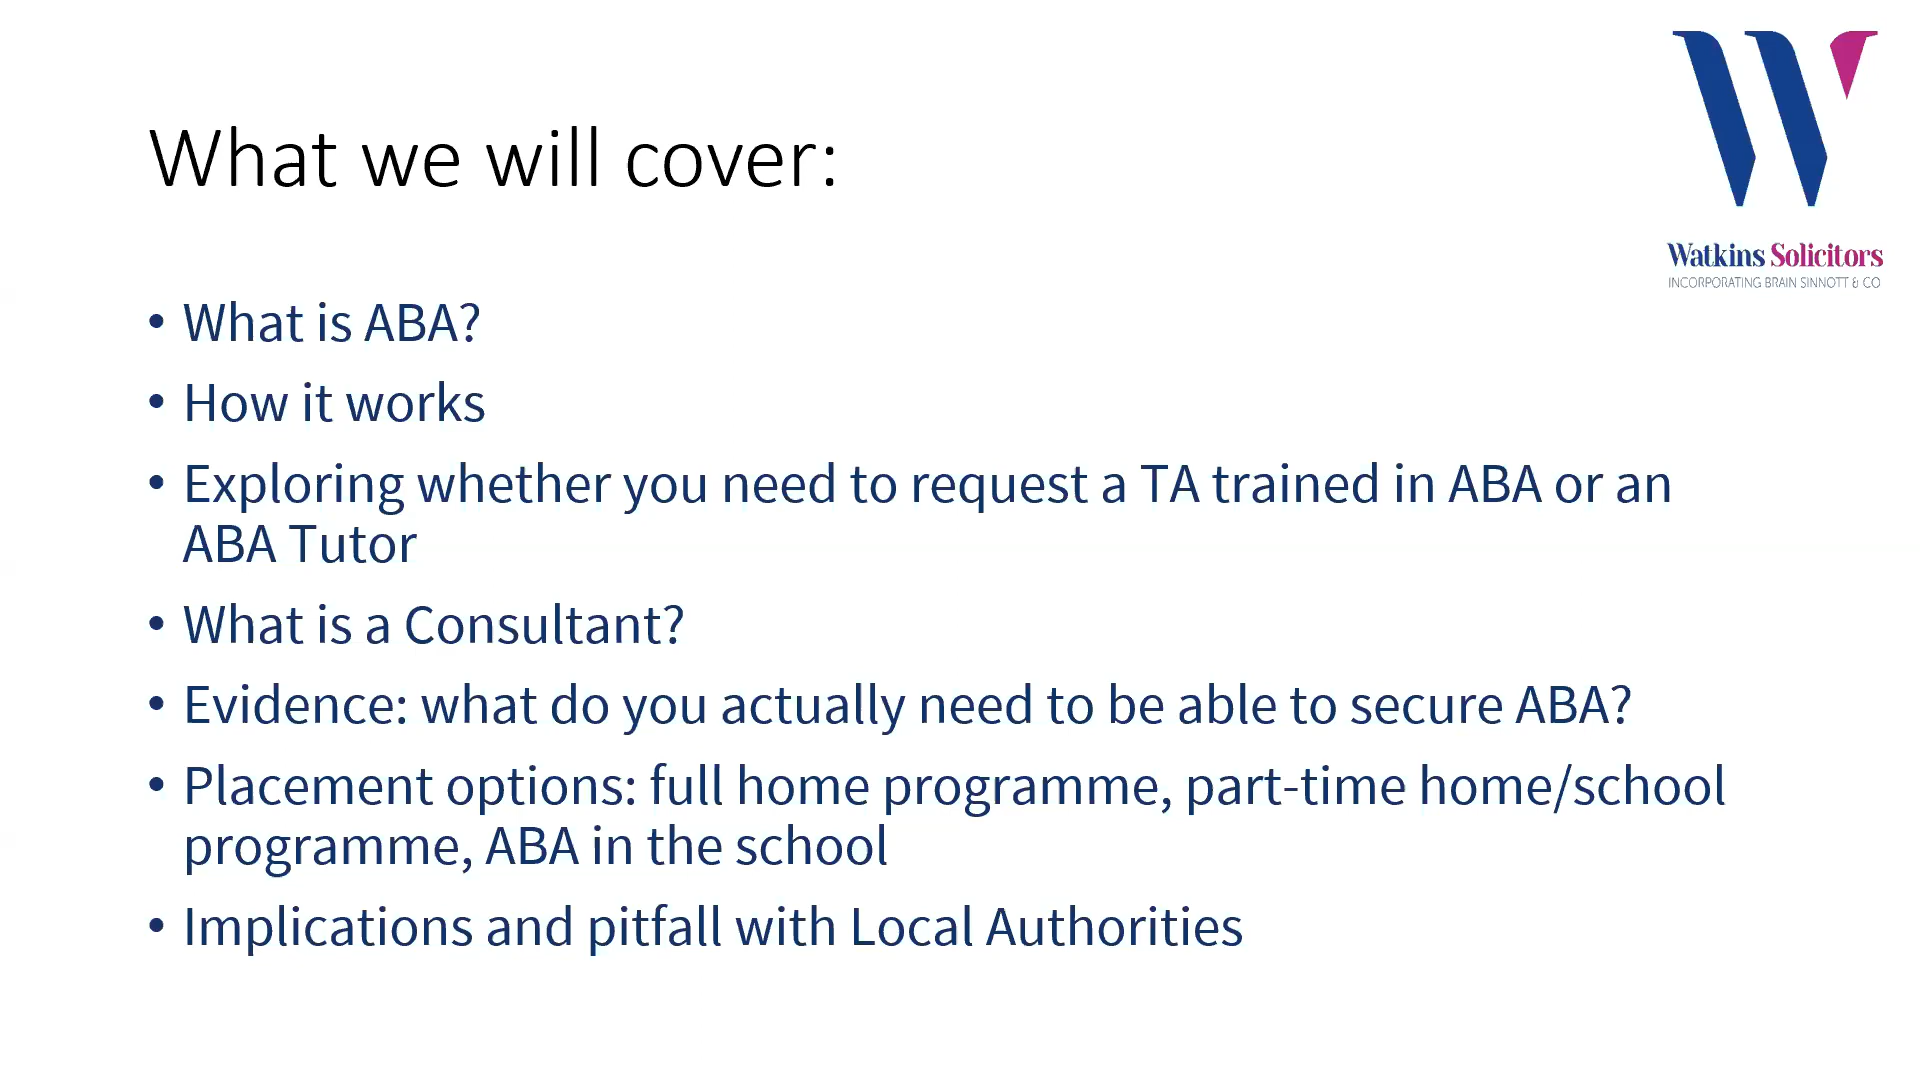 What we will cover:
Watkins Solicitors
INCORPORATING BRAIN SINNOTT & CO
• What is ABA?
• How it works
• Exploring whether you need to request a TA trained in ABA or an
ABA Tutor
• What is a Consultant?
• Evidence: what do you actually need to be able to secure ABA?
• Placement options: full home programme, part-time home/school
programme, ABA in the school
• Implications and pitfall with Local Authorities